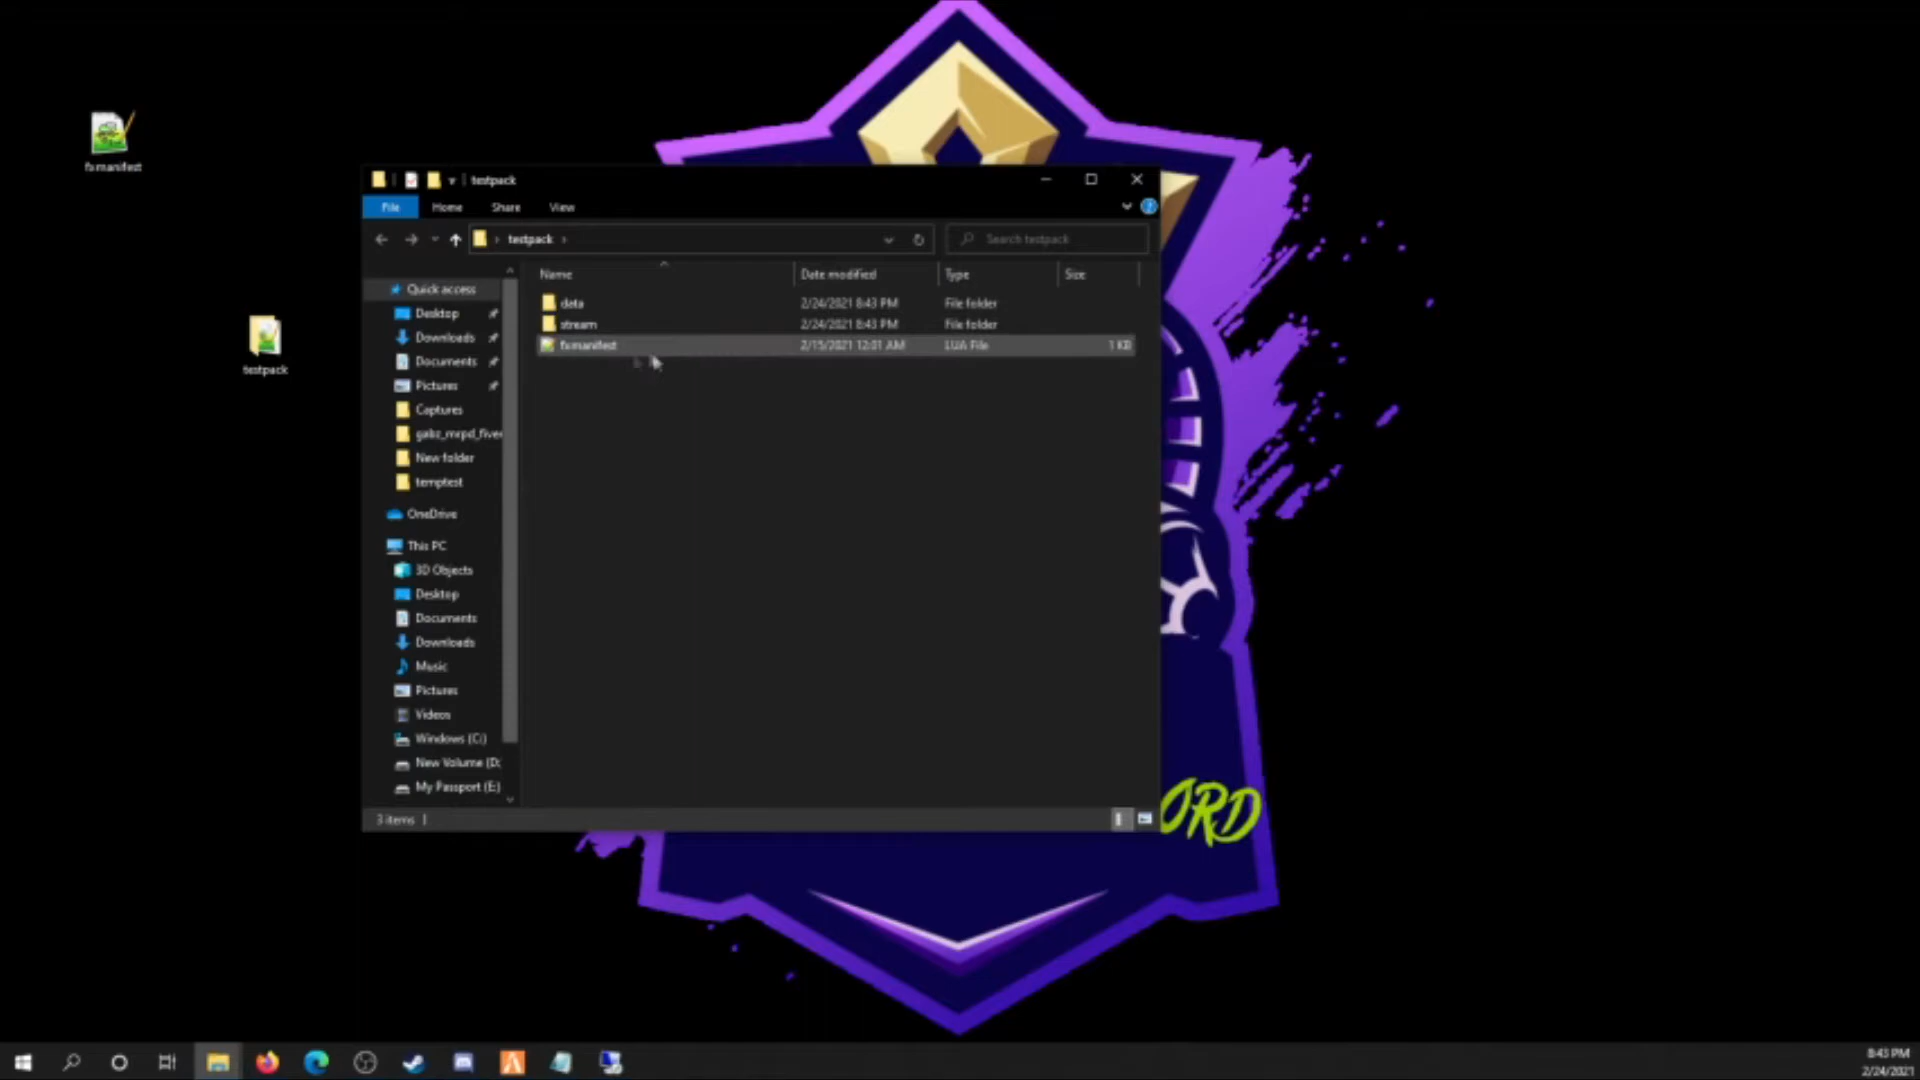 fxmanifest
testpack
testpack
File
Home
Share
View
testpack
Search testpack
Name
Date modified
Type
Size
Quick access
Desktop
Downloads
Documents
Pictures
Captures
gabz_mrpd_five
New folder
temptest
OneDrive
This PC
3D Objects
Desktop
Documents
Downloads
Music
Pictures
Videos
Windows (C:)
New Volume (D:
My Passport (E:)
data 2/24/2021 8:43 PM File folder
stream 2/24/2021 8:43 PM File folder
fxmanifest 2/15/2021 12:01 AM LUA File 1 KB
3 items
ORD
8:43 PM
2/24/2021